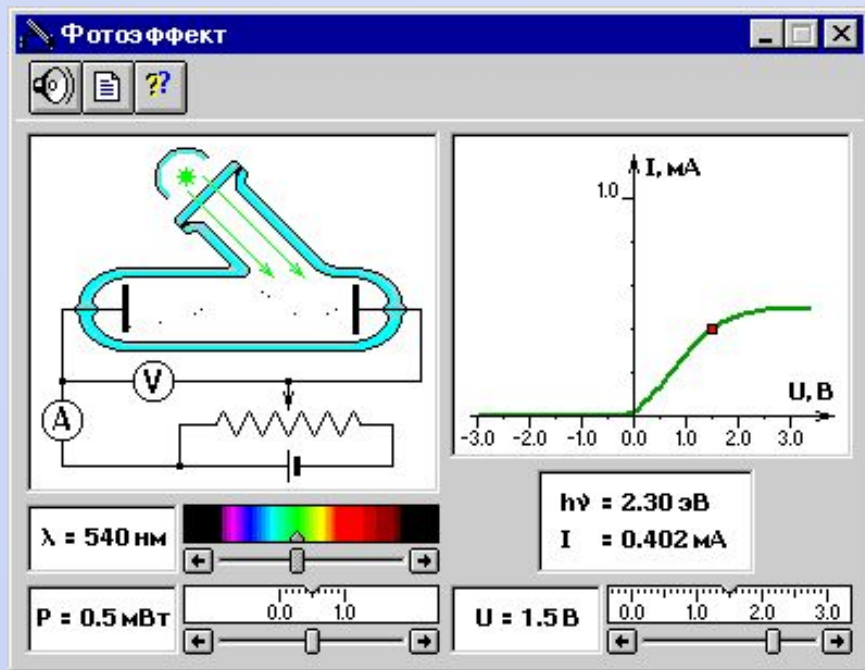 Фотоэффект
??
V
A
I, мА
1.0
U, В
-3.0 -2.0 -1.0 0.0 1.0 2.0 3.0
hν = 2.30 эВ
I = 0.402 мА
λ = 540 нм
P = 0.5 мВт
0.0 1.0
U = 1.5 В
0.0 1.0 2.0 3.0